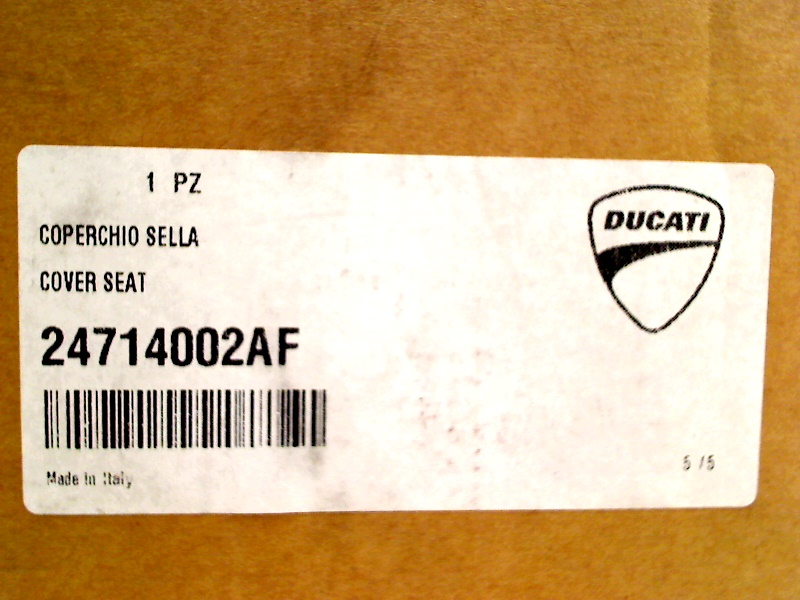 1 PZ
DUCATI
COPERCHIO SELLA
COVER SEAT
24714002AF
Made In Italy
5 / 5